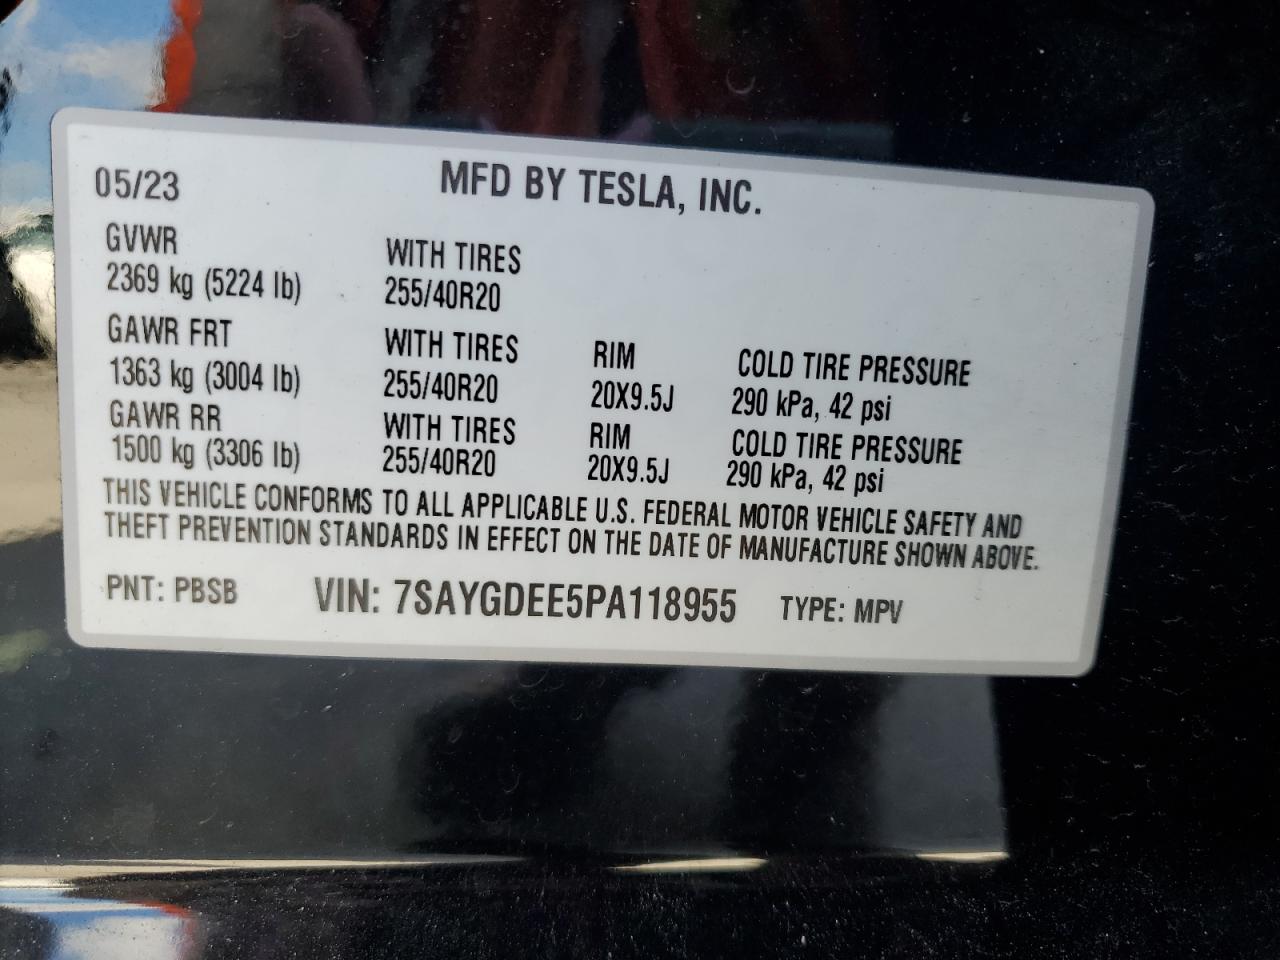 05/23 MFD BY TESLA, INC.
GVWR WITH TIRES
2369 kg (5224 lb) 255/40R20
GAWR FRT WITH TIRES RIM COLD TIRE PRESSURE
1363 kg (3004 lb) 255/40R20 20X9.5J 290 kPa, 42 psi
GAWR RR WITH TIRES RIM COLD TIRE PRESSURE
1500 kg (3306 lb) 255/40R20 20X9.5J 290 kPa, 42 psi
THIS VEHICLE CONFORMS TO ALL APPLICABLE U.S. FEDERAL MOTOR VEHICLE SAFETY AND
THEFT PREVENTION STANDARDS IN EFFECT ON THE DATE OF MANUFACTURE SHOWN ABOVE.
PNT: PBSB VIN: 7SAYGDEE5PA118955 TYPE: MPV